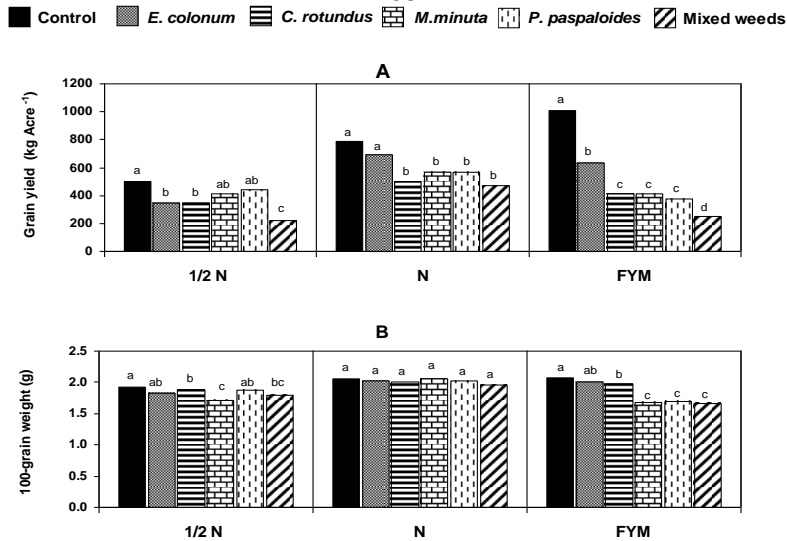 Control E. colonum C. rotundus M.minuta P. paspaloides Mixed weeds
A
Grain yield (kg Acre -1)
1200
1000
800
600
400
200
0
a b b ab ab c
a a b b b b
a b c c c d
1/2 N N FYM
B
100-grain weight (g)
2.5
2.0
1.5
1.0
0.5
0.0
a ab b c ab bc
a a a a a a
a ab b c c c
1/2 N N FYM